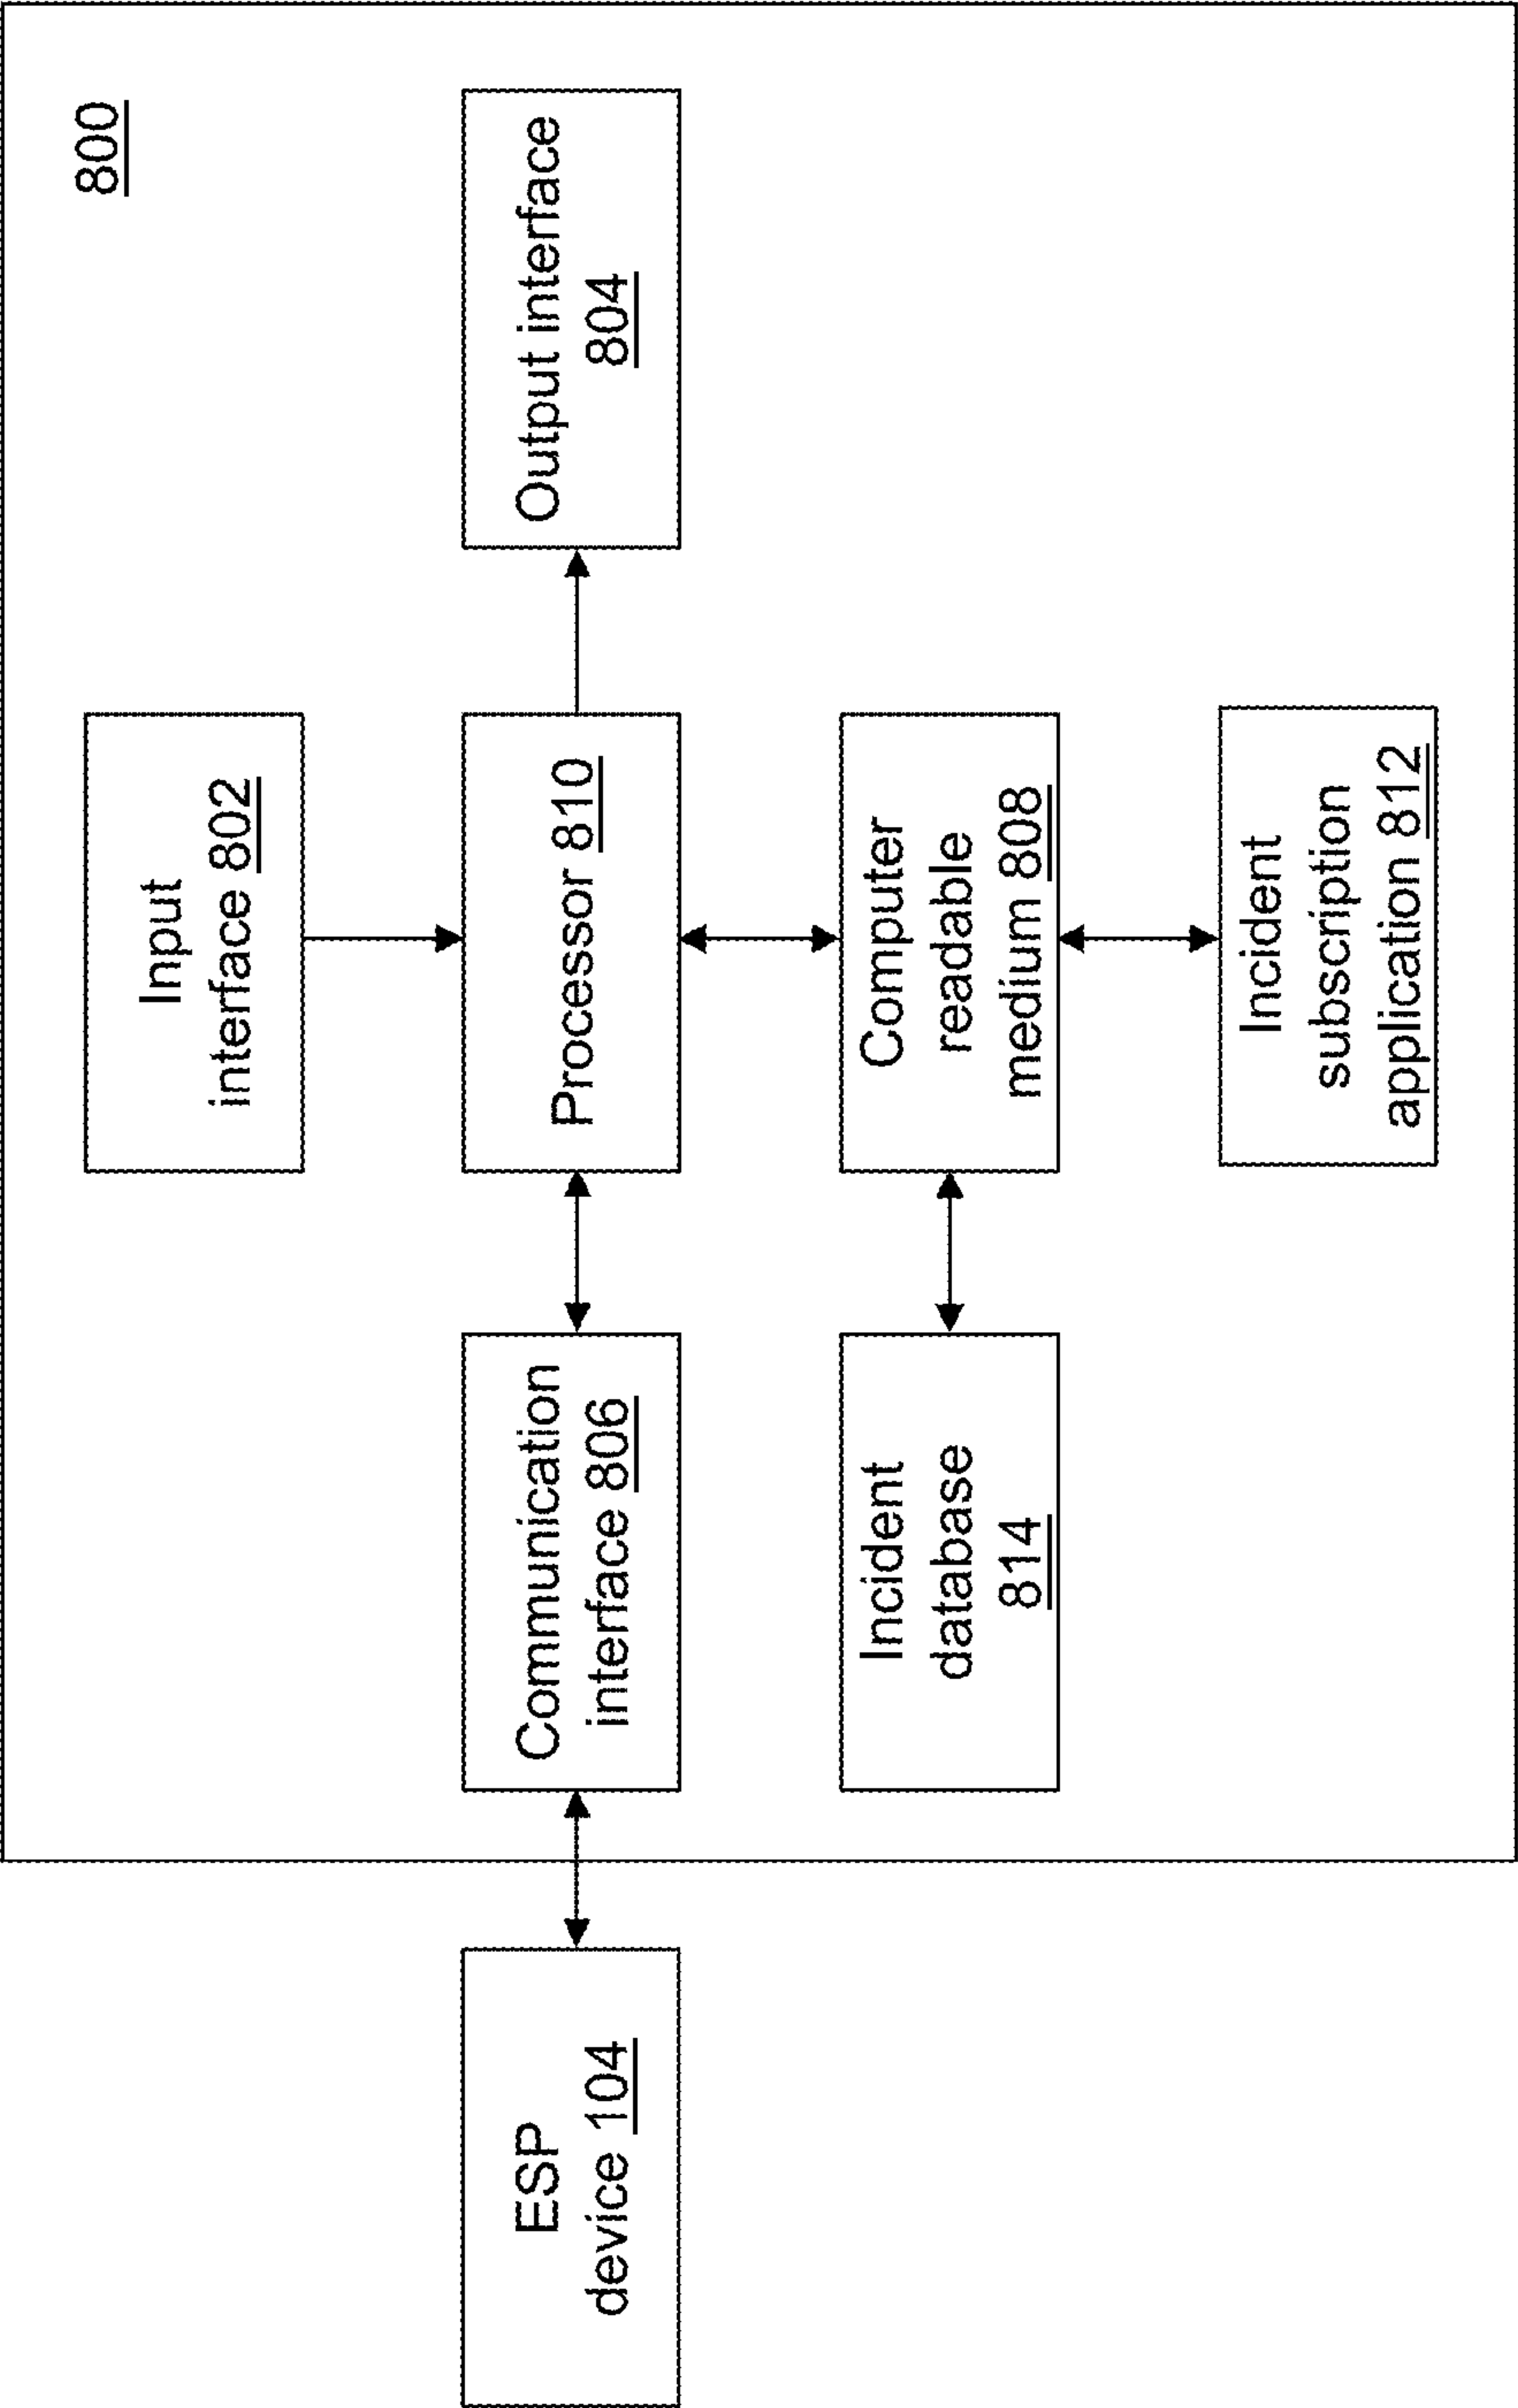 800
Input
interface 802
ESP
device 104
Communication
interface 806
Processor 810
Output interface
804
Incident
database
814
Computer
readable
medium 808
Incident
subscription
application 812